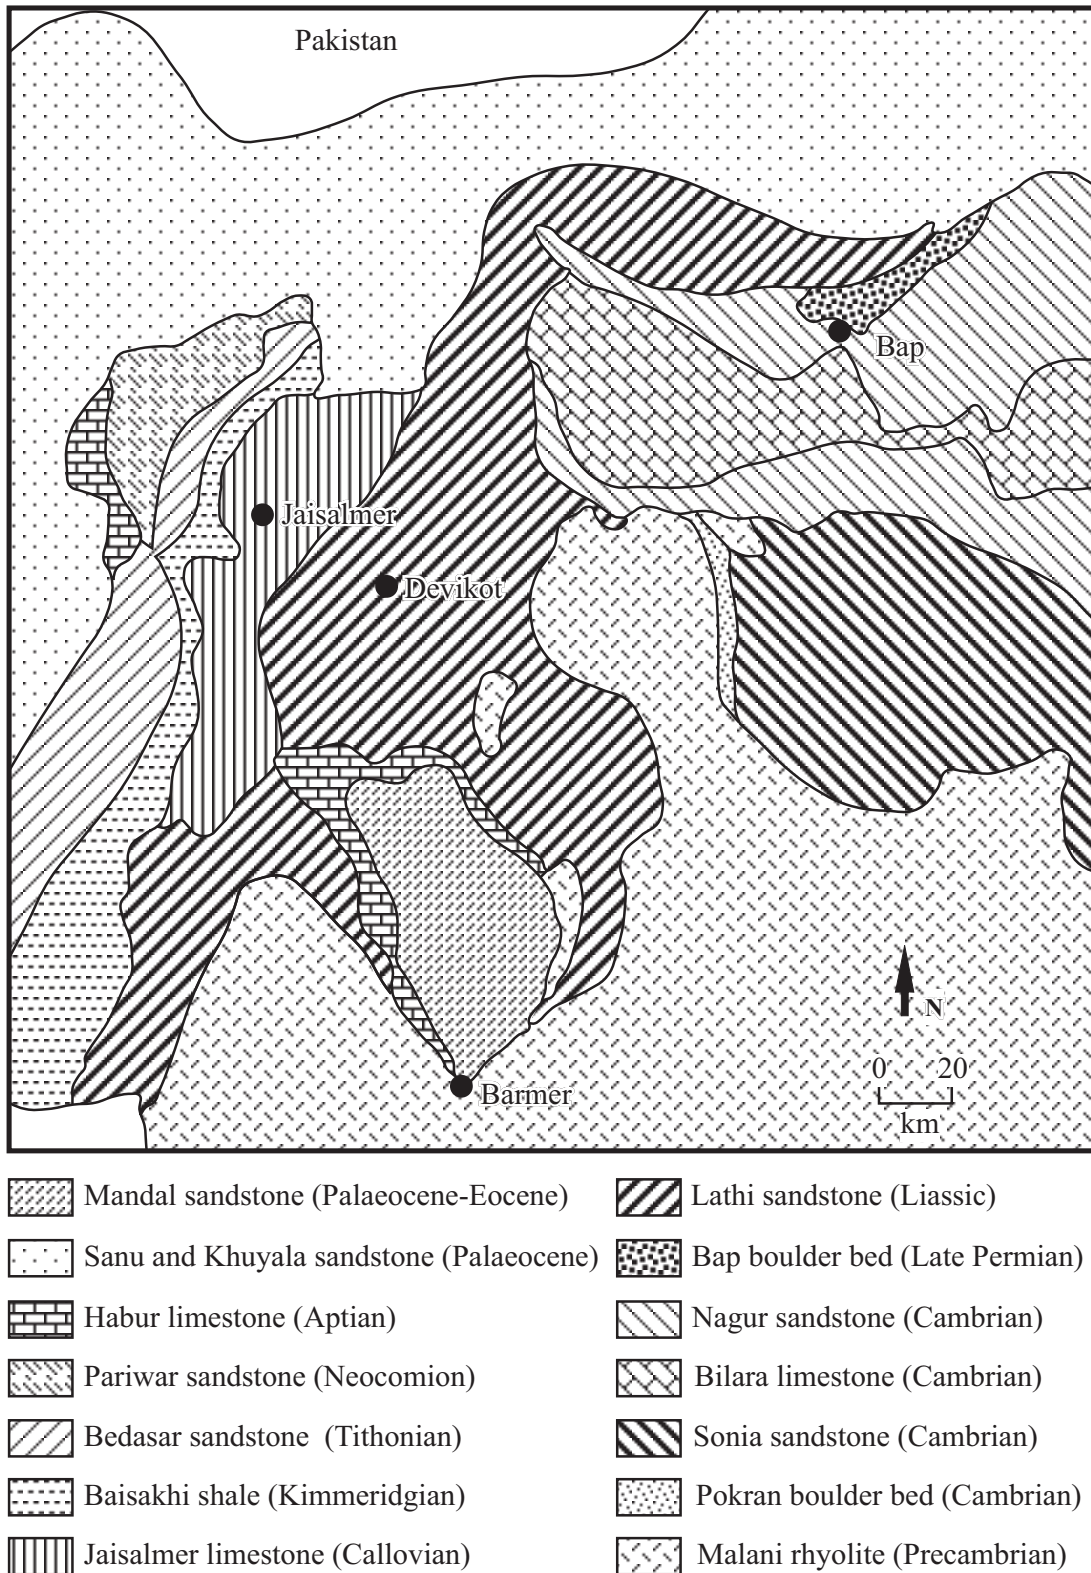 Pakistan
Bap
Jaisalmer
Devikot
N
0 20
km
Barmer
Mandal sandstone (Palaeocene-Eocene)
Sanu and Khuyala sandstone (Palaeocene)
Habur limestone (Aptian)
Pariwar sandstone (Neocomion)
Bedasar sandstone (Tithonian)
Baisakhi shale (Kimmeridgian)
Jaisalmer limestone (Callovian)
Lathi sandstone (Liassic)
Bap boulder bed (Late Permian)
Nagur sandstone (Cambrian)
Bilara limestone (Cambrian)
Sonia sandstone (Cambrian)
Pokran boulder bed (Cambrian)
Malani rhyolite (Precambrian)